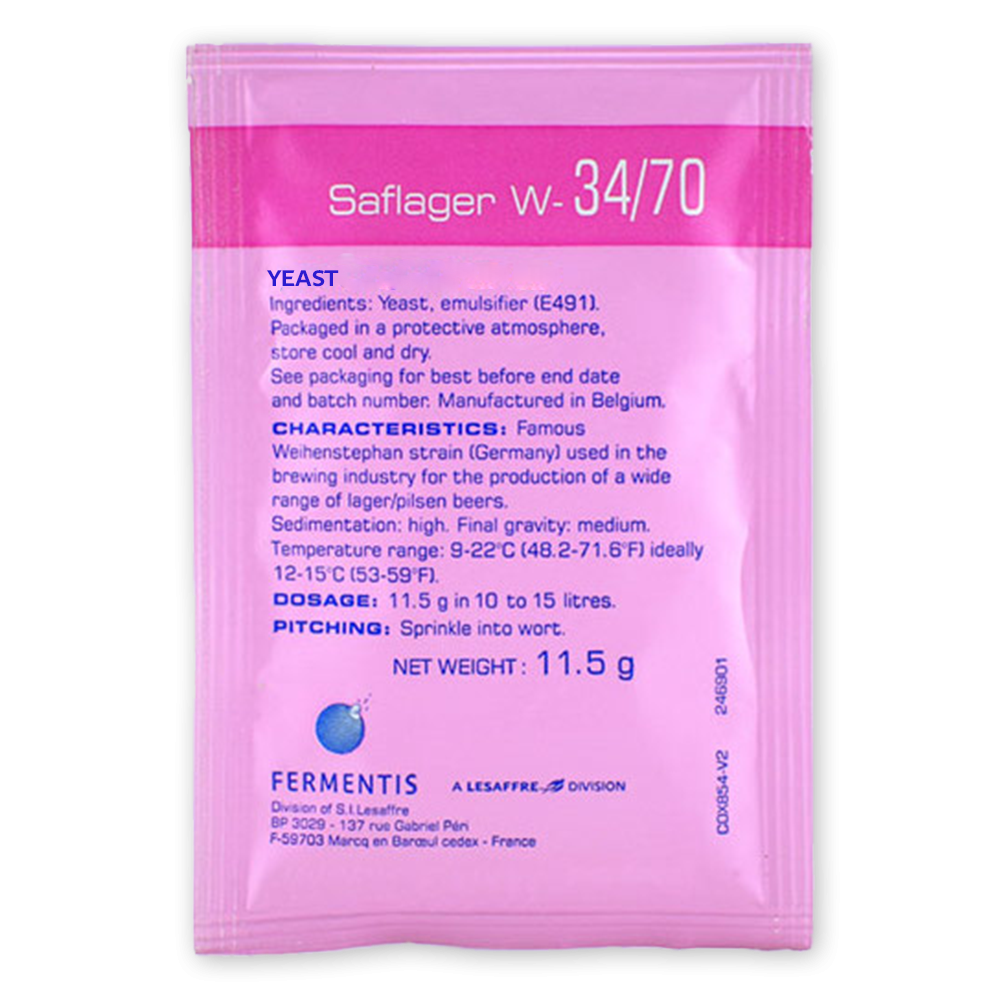 Saflager W-34/70
YEAST
Ingredients: Yeast, emulsifier (E491).
Packaged in a protective atmosphere,
store cool and dry.
See packaging for best before end date
and batch number. Manufactured in Belgium.
CHARACTERISTICS: Famous
Weihenstephan strain (Germany) used in the
brewing industry for the production of a wide
range of lager/pilsen beers.
Sedimentation: high. Final gravity: medium.
Temperature range: 9-22°C (48.2-71.6°F) ideally
12-15°C (53-59°F).
DOSAGE: 11.5 g in 10 to 15 litres.
PITCHING: Sprinkle into wort.
NET WEIGHT: 11.5 g
FERMENTIS
A LESAFFRE DIVISION
Division of S.I.Lesaffre
BP 3029 - 137 rue Gabriel Péri
F-59703 Marcq en Barœul cedex - France
COX854-V2 246901